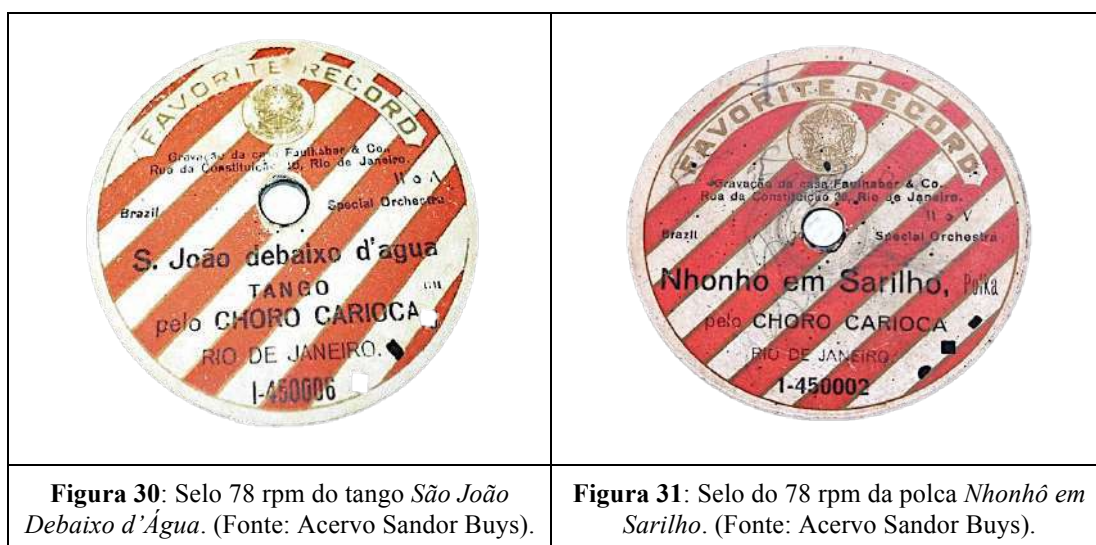 FAVORITE RECORD
Gravação da casa Faulhaber & Co.
Rua da Constituição 36, Rio de Janeiro.
Brazil
Special Orchestra
S. João debaixo d'agua
TANGO
pelo CHORO CARIOCA
RIO DE JANEIRO.
I-450006
FAVORITE RECORD
Gravação da casa Faulhaber & Co.
Rua da Constituição 36, Rio de Janeiro.
Brazil
Special Orchestra
Nhonho em Sarilho, Polka
pelo CHORO CARIOCA
RIO DE JANEIRO
I-450002
Figura 30: Selo 78 rpm do tango São João
Debaixo d’Água. (Fonte: Acervo Sandor Buys).
Figura 31: Selo do 78 rpm da polca Nhonhô em
Sarilho. (Fonte: Acervo Sandor Buys).